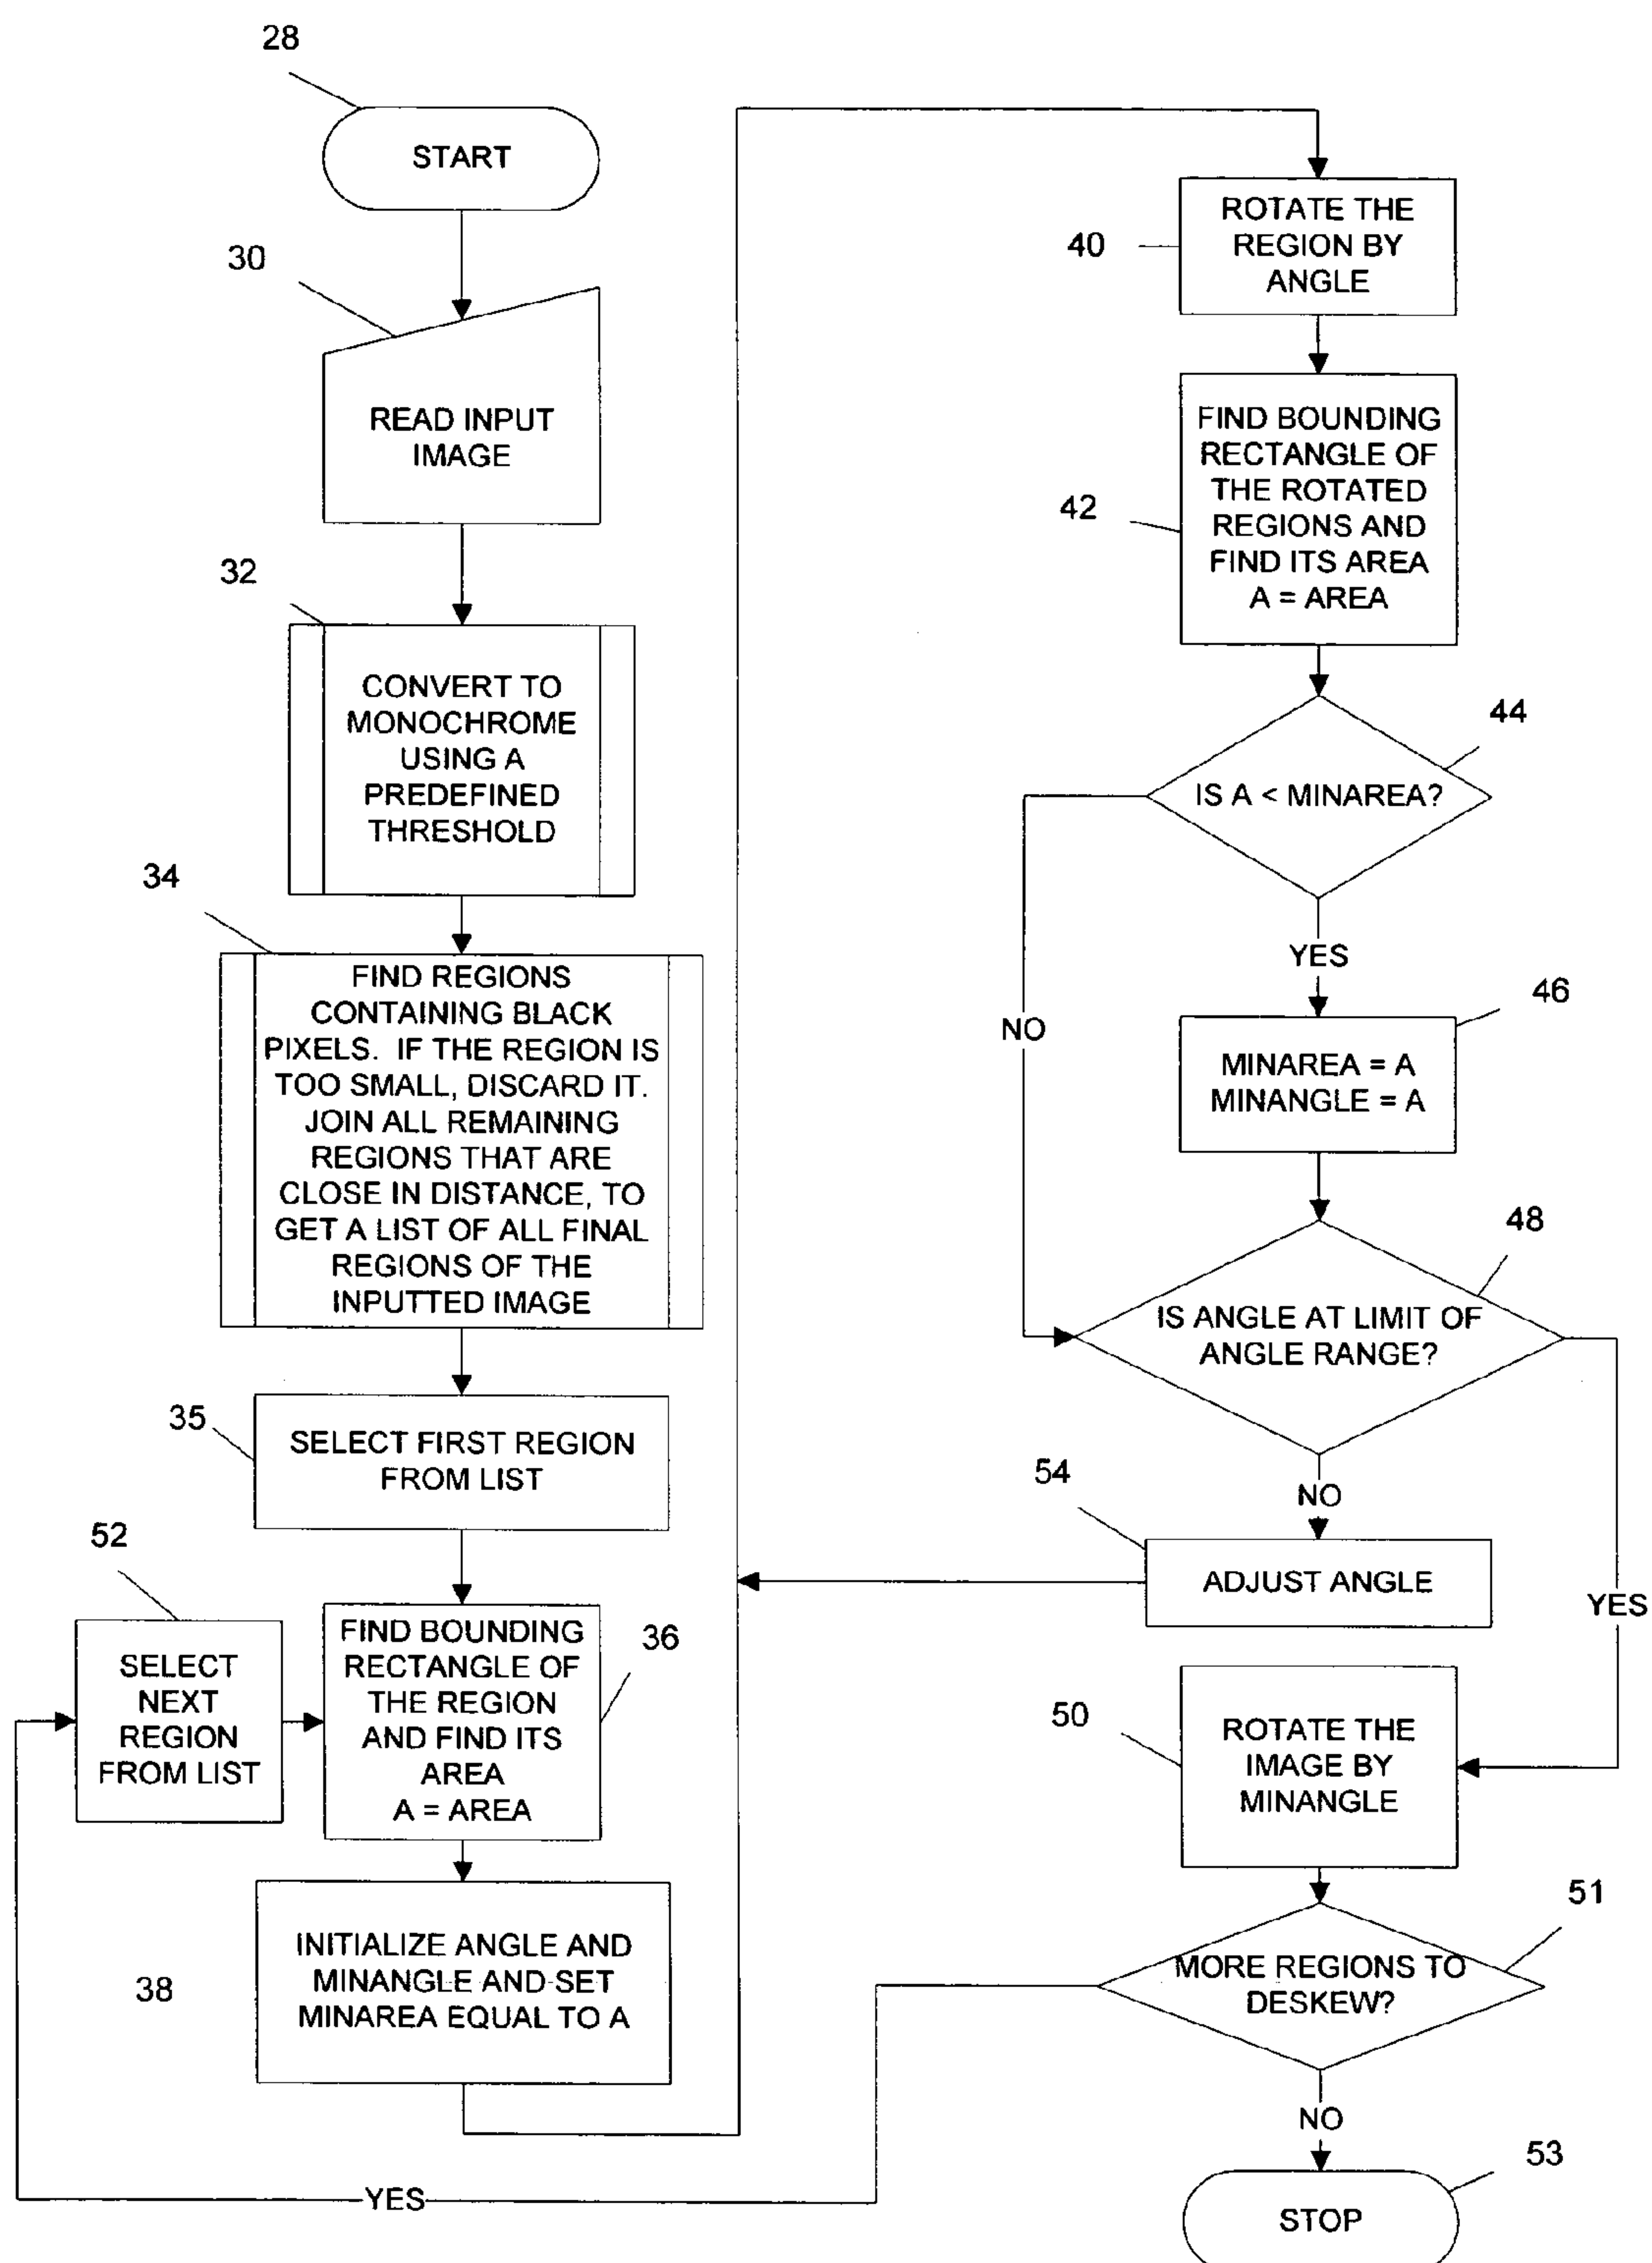 28
START
30
READ INPUT
IMAGE
32
CONVERT TO
MONOCHROME
USING A
PREDEFINED
THRESHOLD
34
FIND REGIONS
CONTAINING BLACK
PIXELS. IF THE REGION IS
TOO SMALL, DISCARD IT.
JOIN ALL REMAINING
REGIONS THAT ARE
CLOSE IN DISTANCE, TO
GET A LIST OF ALL FINAL
REGIONS OF THE
INPUTTED IMAGE
35
SELECT FIRST REGION
FROM LIST
52
SELECT
NEXT
REGION
FROM LIST
36
FIND BOUNDING
RECTANGLE OF
THE REGION
AND FIND ITS
AREA
A = AREA
38
INITIALIZE ANGLE AND
MINANGLE AND SET
MINAREA EQUAL TO A
40
ROTATE THE
REGION BY
ANGLE
42
FIND BOUNDING
RECTANGLE OF
THE ROTATED
REGIONS AND
FIND ITS AREA
A = AREA
44
IS A < MINAREA?
YES
NO
46
MINAREA = A
MINANGLE = A
48
IS ANGLE AT LIMIT OF
ANGLE RANGE?
NO
54
ADJUST ANGLE
YES
50
ROTATE THE
IMAGE BY
MINANGLE
51
MORE REGIONS TO
DESKEW?
YES
NO
53
STOP